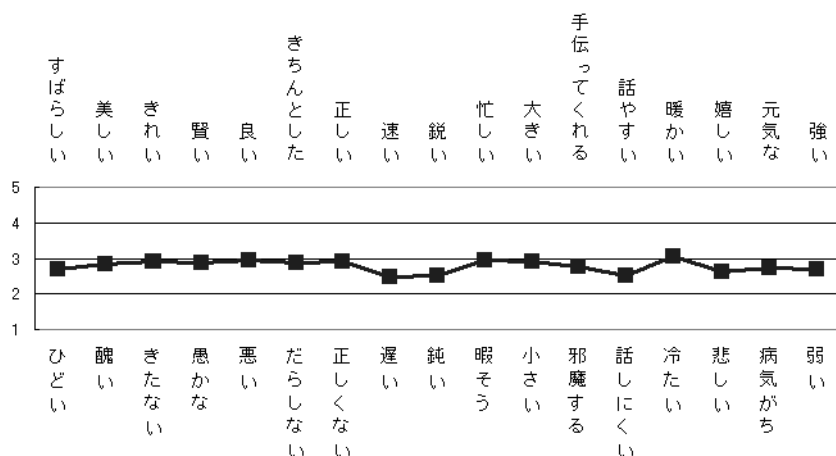 すばらしい
美しい
きれい
賢い
良い
きちんとした
正しい
速い
鋭い
忙しい
大きい
手伝ってくれる
話やすい
暖かい
嬉しい
元気な
強い
5
4
3
2
1
ひどい
醜い
きたない
愚かな
悪い
だらしない
正しくない
遅い
鈍い
暇そう
小さい
邪魔する
話しにくい
冷たい
悲しい
病気がち
弱い